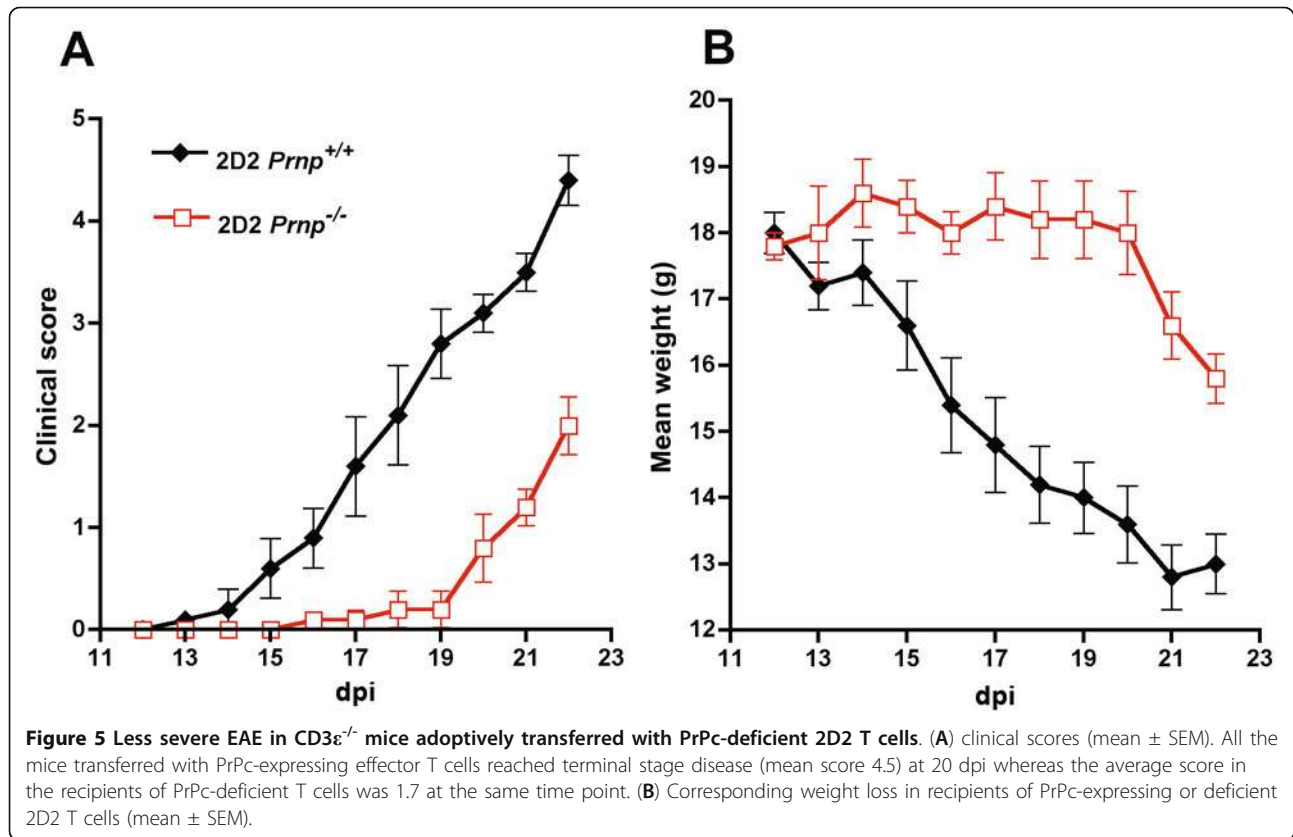 A
B
5
4
3
2
1
0
Clinical score
2D2 Prnp+/+
2D2 Prnp-/-
11 13 15 17 19 21 23
dpi
20
19
18
17
16
15
14
13
12
Mean weight (g)
11 13 15 17 19 21 23
dpi
Figure 5 Less severe EAE in CD3ε-/- mice adoptively transferred with PrPc-deficient 2D2 T cells. (A) clinical scores (mean ± SEM). All the
mice transferred with PrPc-expressing effector T cells reached terminal stage disease (mean score 4.5) at 20 dpi whereas the average score in
the recipients of PrPc-deficient T cells was 1.7 at the same time point. (B) Corresponding weight loss in recipients of PrPc-expressing or deficient
2D2 T cells (mean ± SEM).